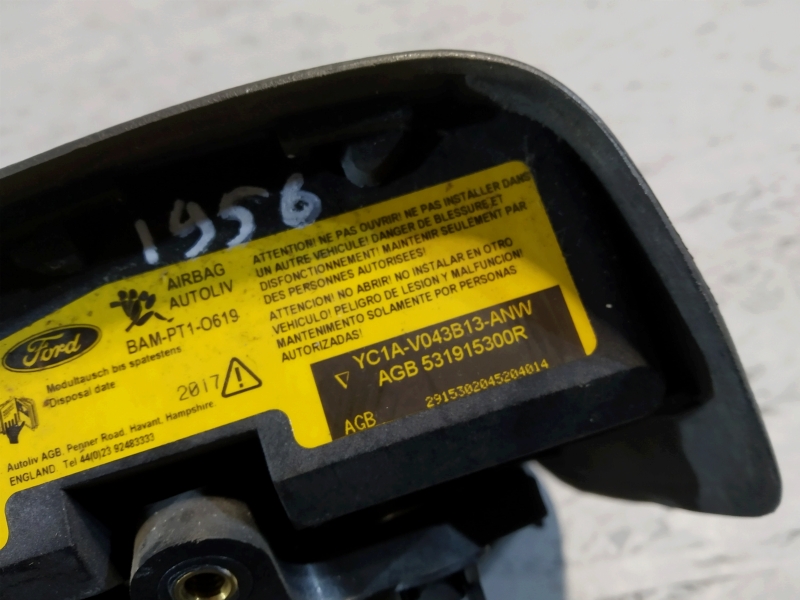 1956
Ford
AIRBAG
AUTOLIV
BAM-PT1-0619
Modultausch bis spatestens
Disposal date
2017
Autoliv AGB, Penner Road, Havant, Hampshire
ENGLAND. Tel 44(0)23 92483333
ATTENTION! NE PAS OUVRIR! NE PAS INSTALLER DANS
UN AUTRE VEHICULE! DANGER DE BLESSURE ET
DISFONCTIONNEMENT! MAINTENIR SEULEMENT PAR
DES PERSONNES AUTORISEES!
ATTENCION! NO ABRIR! NO INSTALAR EN OTRO
VEHICULO! PELIGRO DE LESION Y MALFUNCION!
MANTENIMENTO SOLAMENTE POR PERSONAS
AUTORIZADAS!
YC1A-V043B13-ANW
AGB 531915300R
AGB 2915302045204014